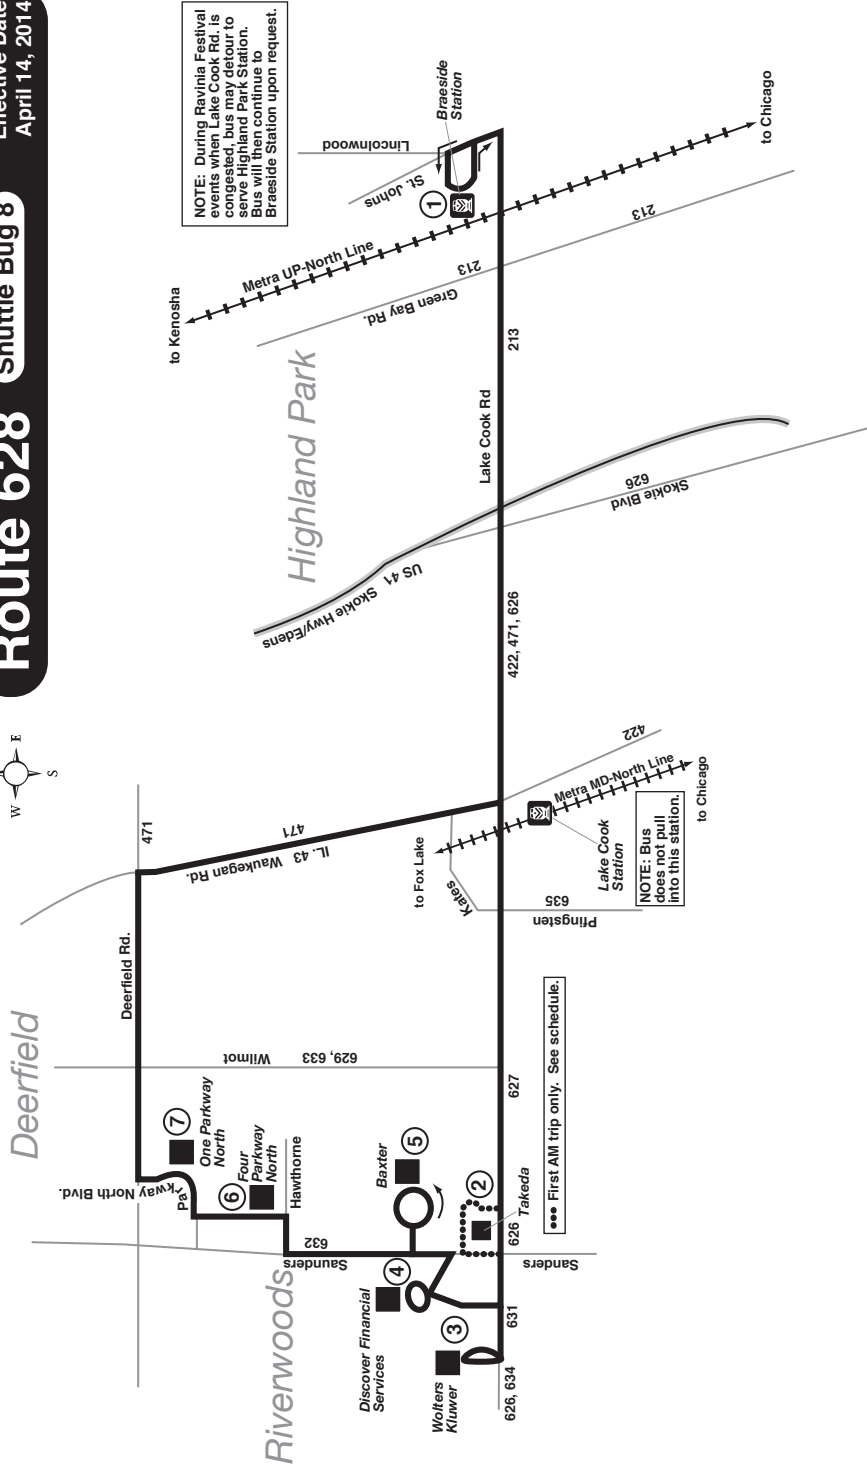 Effective Date
April 14, 2014
Route 628
Shuttle Bug 8
W
E
S
NOTE: During Ravinia Festival
events when Lake Cook Rd. is
congested, bus may detour to
serve Highland Park Station.
Bus will then continue to
Braeside Station upon request.
Deerfield
471
Deerfield Rd.
to Kenosha
Metra UP-North Line
Lincolnwood
St. Johns
Braeside
Station
1
213
Green Bay Rd.
213
to Chicago
Highland Park
Skokie Hwy/Edens
US 41
Lake Cook Rd
213
626
Skokie Blvd
422, 471, 626
471
IL. 43 Waukegan Rd.
422
to Fox Lake
Metra MD-North Line
to Chicago
Lake Cook
Station
NOTE: Bus
does not pull
into this station.
Kates
635
Pfingsten
Wilmot
629, 633
627
7
One Parkway
North
Parkway North Blvd.
6
Four
Parkway
North
Hawthorne
632
Saunders
Baxter
5
2
Takeda
626
Sanders
••• First AM trip only. See schedule.
Riverwoods
Discover Financial
Services
4
3
Wolters
Kluwer
631
626, 634